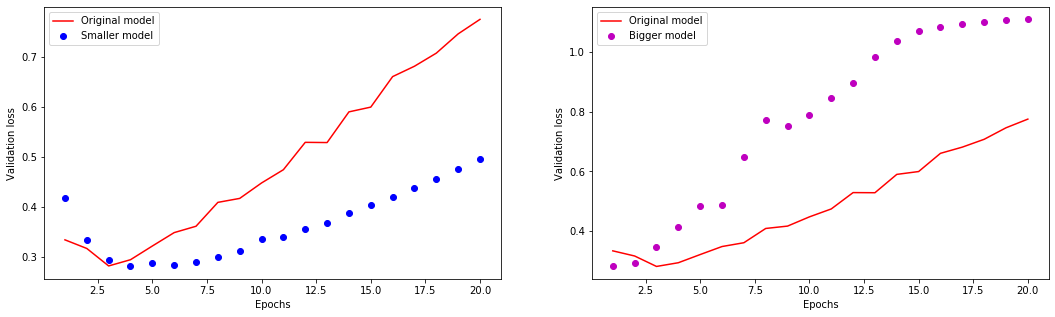 Original model
Smaller model
0.7
0.6
0.5
0.4
0.3
Validation loss
2.5 5.0 7.5 10.0 12.5 15.0 17.5 20.0
Epochs
Original model
Bigger model
1.0
0.8
0.6
0.4
Validation loss
2.5 5.0 7.5 10.0 12.5 15.0 17.5 20.0
Epochs